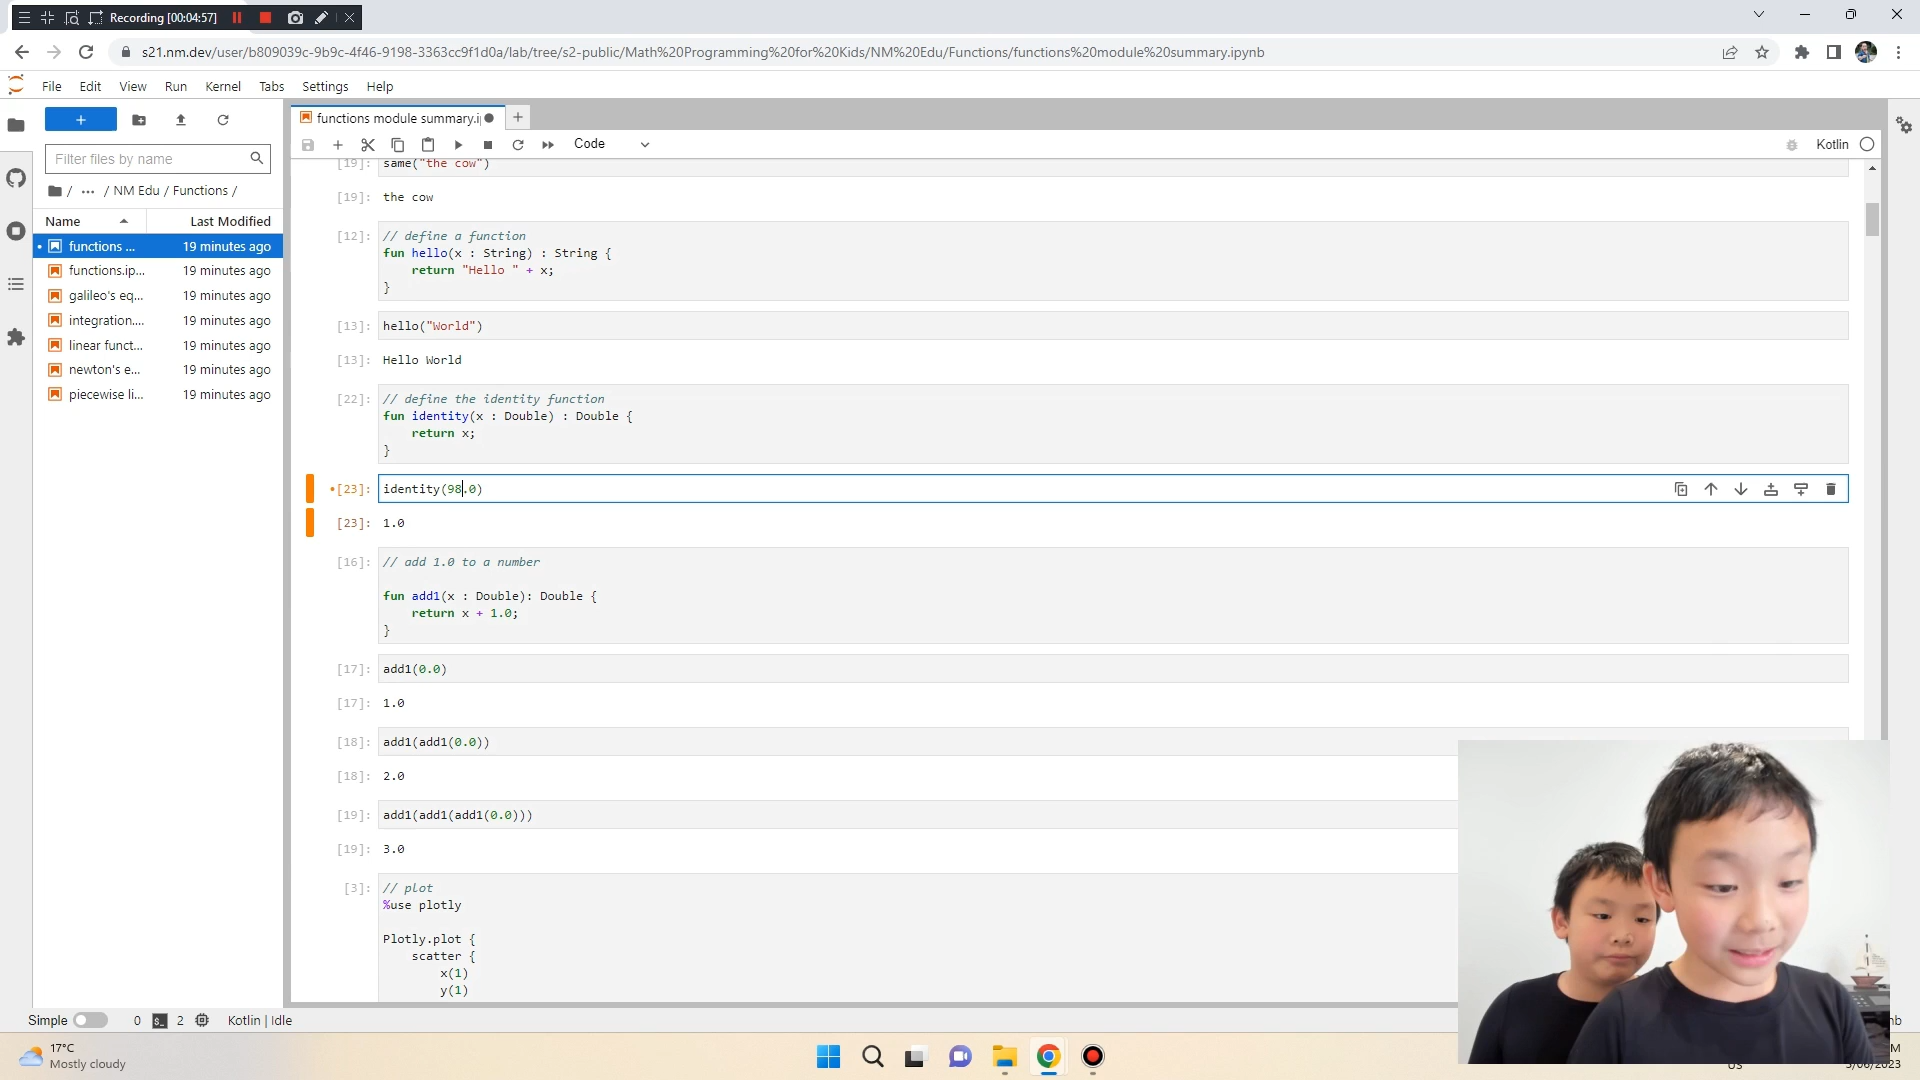 Recording [00:04:57]
s21.nm.dev/user/b809039c-9b9c-4f46-9198-3363cc9f1d0a/lab/tree/s2-public/Math%20Programming%20for%20Kids/NM%20Edu/Functions/functions%20module%20summary.ipynb
File Edit View Run Kernel Tabs Settings Help
functions module summary.i
Code
Kotlin
Filter files by name
/ ... / NM Edu / Functions /
Name Last Modified
functions ... 19 minutes ago
functions.ip... 19 minutes ago
galileo's eq... 19 minutes ago
integration.... 19 minutes ago
linear funct... 19 minutes ago
newton's e... 19 minutes ago
piecewise li... 19 minutes ago
[19]: same("the cow")
[19]: the cow
[12]: // define a function
fun hello(x : String) : String {
return "Hello " + x;
}
[13]: hello("World")
[13]: Hello World
[22]: // define the identity function
fun identity(x : Double) : Double {
return x;
}
•[23]: identity(98.0)
[23]: 1.0
[16]: // add 1.0 to a number
fun add1(x : Double): Double {
return x + 1.0;
}
[17]: add1(0.0)
[17]: 1.0
[18]: add1(add1(0.0))
[18]: 2.0
[19]: add1(add1(add1(0.0)))
[19]: 3.0
[3]: // plot
%use plotly
Plotly.plot {
scatter {
x(1)
y(1)
Simple 0 2 Kotlin | Idle
17°C
Mostly cloudy